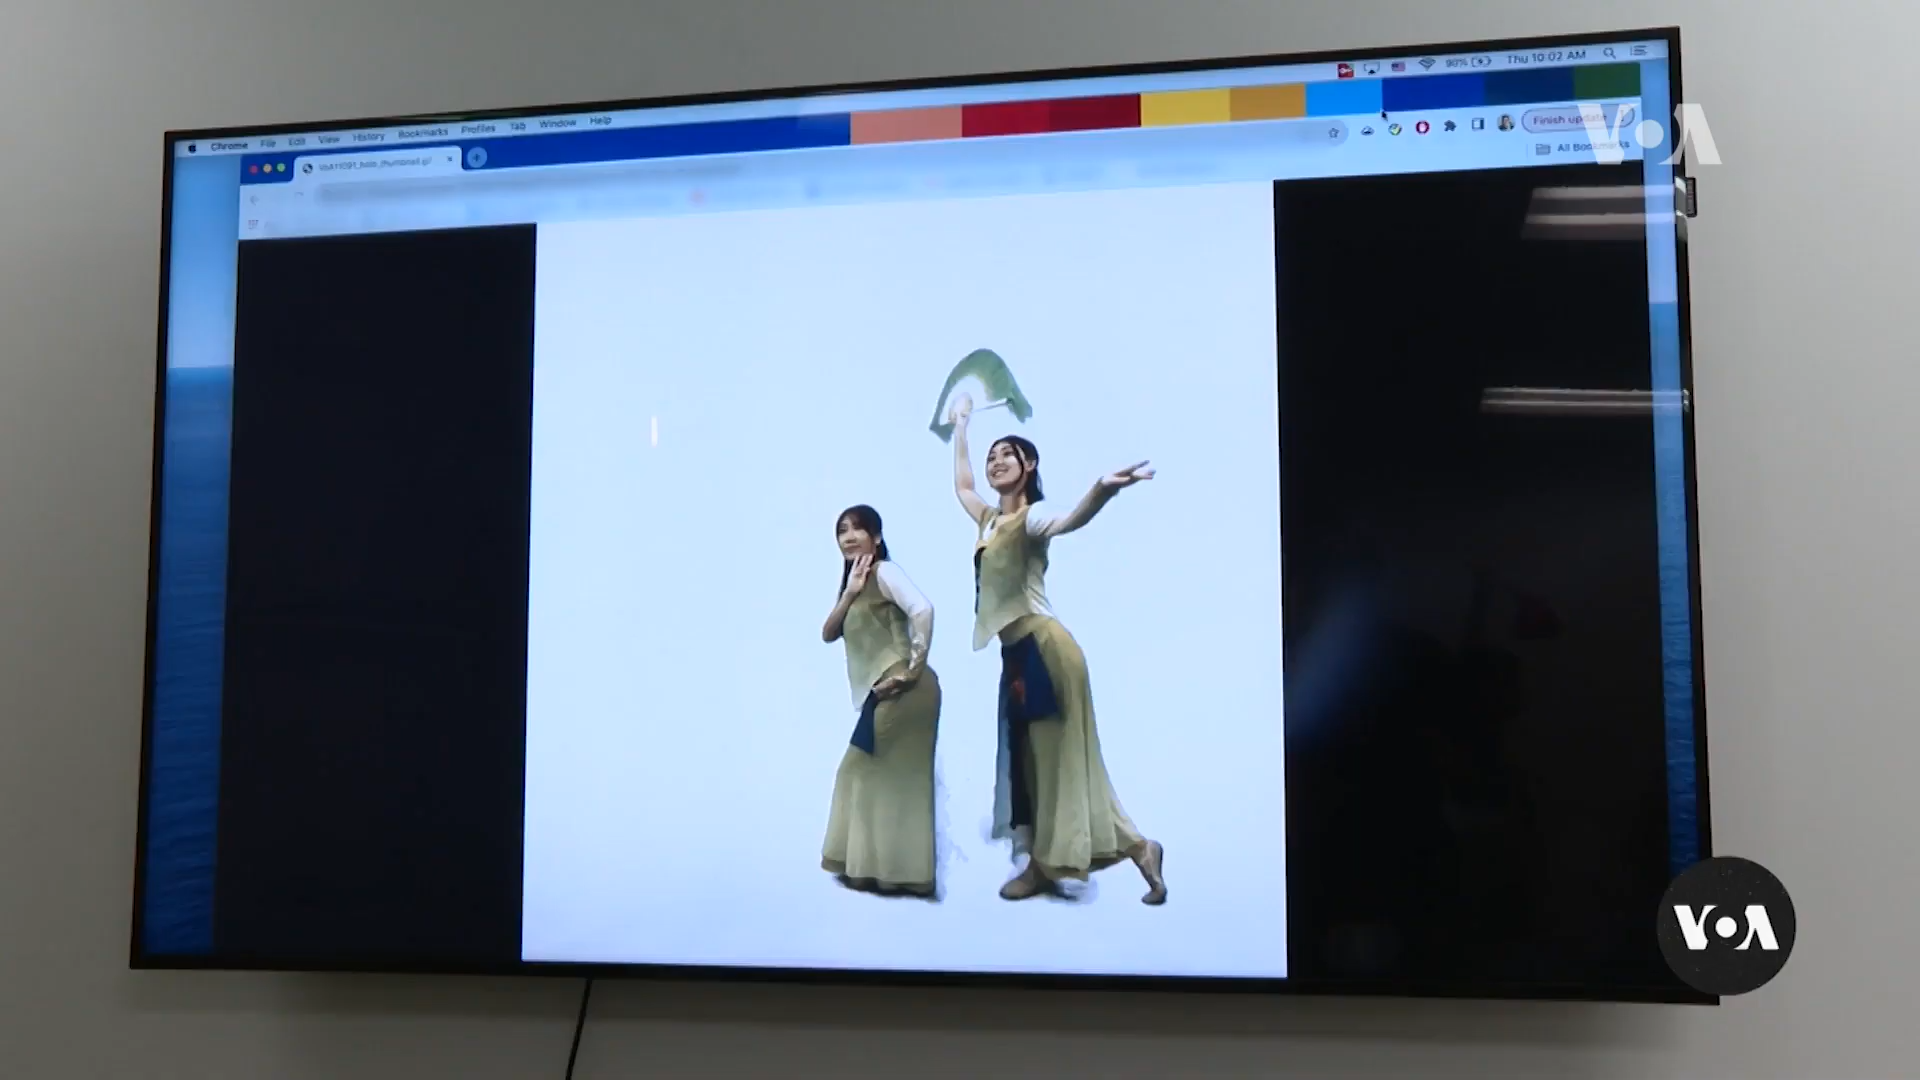 Chrome File Edit View History Bookmarks Profiles Tab Window Help
90% Thu 10:02 AM
Finish update
All Bookmarks
VOA
VOA